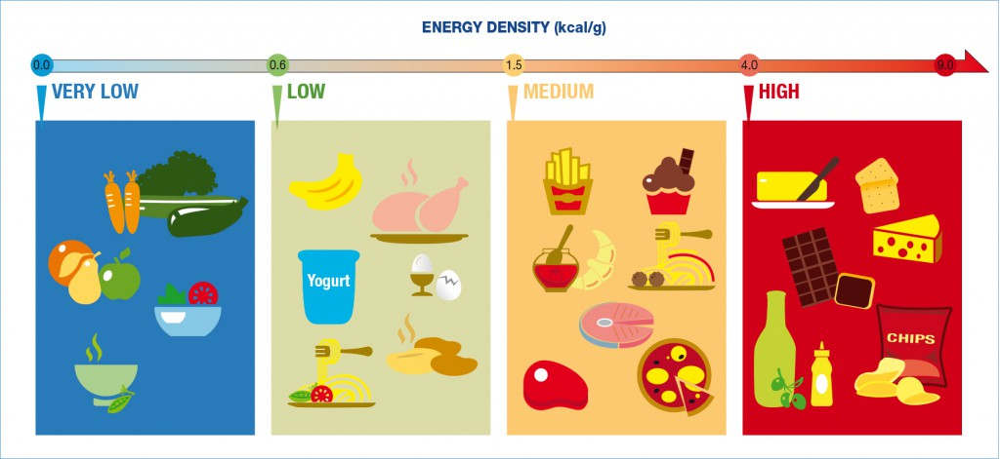 ENERGY DENSITY (kcal/g)
0.0 0.6 1.5 4.0 9.0
VERY LOW LOW MEDIUM HIGH
Yogurt
CHIPS